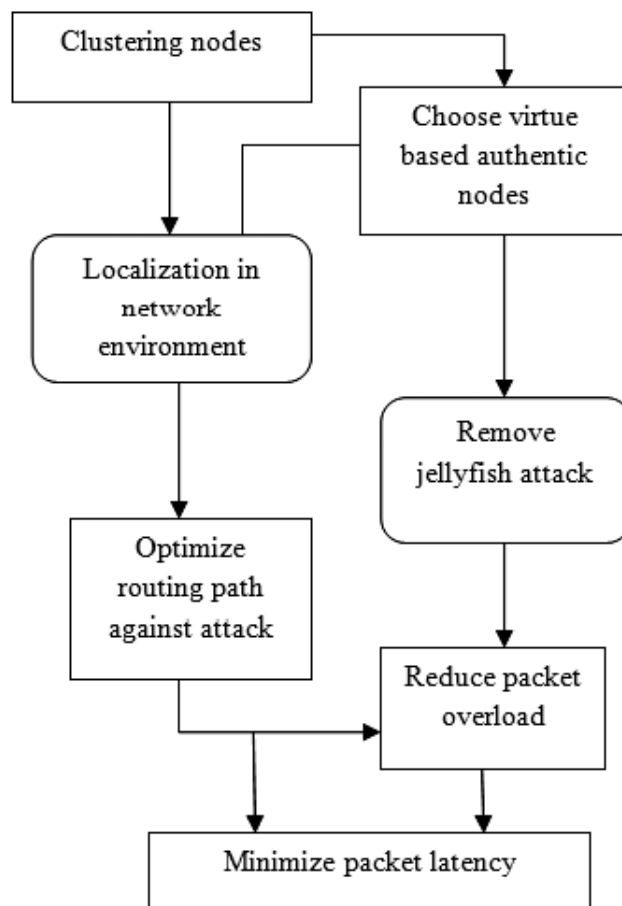 Clustering nodes
Choose virtue
based authentic
nodes
Localization in
network
environment
Remove
jellyfish attack
Optimize
routing path
against attack
Reduce packet
overload
Minimize packet latency